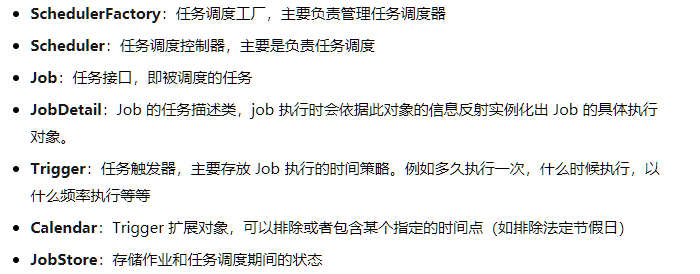 • SchedulerFactory：任务调度工厂，主要负责管理任务调度器
• Scheduler：任务调度控制器，主要是负责任务调度
• Job：任务接口，即被调度的任务
• JobDetail：Job 的任务描述类，job 执行时会依据此对象的信息反射实例化出 Job 的具体执行
对象。
• Trigger：任务触发器，主要存放 Job 执行的时间策略。例如多久执行一次，什么时候执行，以
什么频率执行等等
• Calendar：Trigger 扩展对象，可以排除或者包含某个指定的时间点（如排除法定节假日）
• JobStore：存储作业和任务调度期间的状态